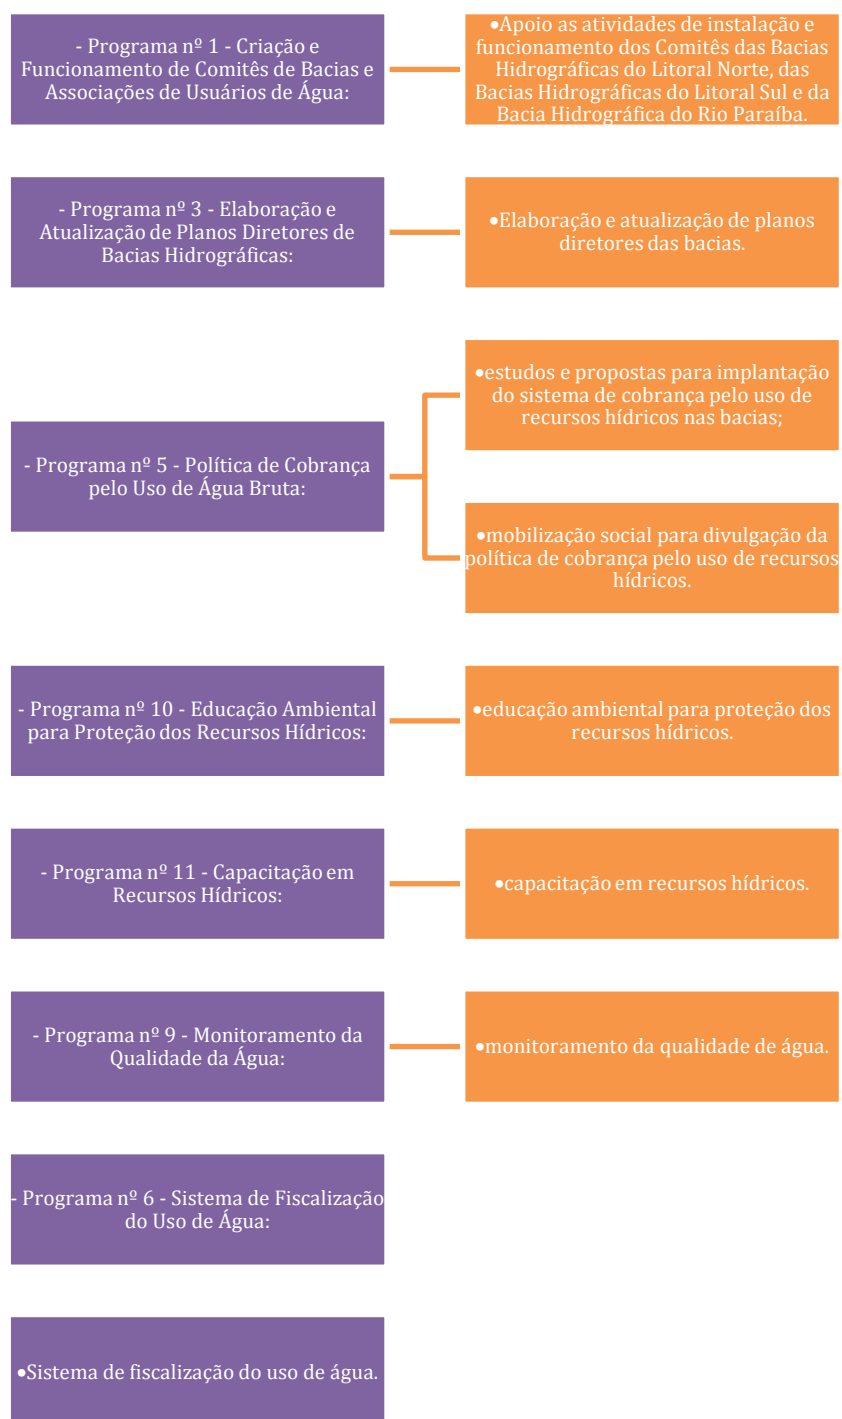 - Programa nº 1 - Criação e
Funcionamento de Comitês de Bacias e
Associações de Usuários de Água:
•Apoio as atividades de instalação e
funcionamento dos Comitês das Bacias
Hidrográficas do Litoral Norte, das
Bacias Hidrográficas do Litoral Sul e da
Bacia Hidrográfica do Rio Paraíba.
- Programa nº 3 - Elaboração e
Atualização de Planos Diretores de
Bacias Hidrográficas:
•Elaboração e atualização de planos
diretores das bacias.
- Programa nº 5 - Política de Cobrança
pelo Uso de Água Bruta:
•estudos e propostas para implantação
do sistema de cobrança pelo uso de
recursos hídricos nas bacias;
•mobilização social para divulgação da
política de cobrança pelo uso de recursos
hídricos.
- Programa nº 10 - Educação Ambiental
para Proteção dos Recursos Hídricos:
•educação ambiental para proteção dos
recursos hídricos.
- Programa nº 11 - Capacitação em
Recursos Hídricos:
•capacitação em recursos hídricos.
- Programa nº 9 - Monitoramento da
Qualidade da Água:
•monitoramento da qualidade de água.
- Programa nº 6 - Sistema de Fiscalização
do Uso de Água:
•Sistema de fiscalização do uso de água.